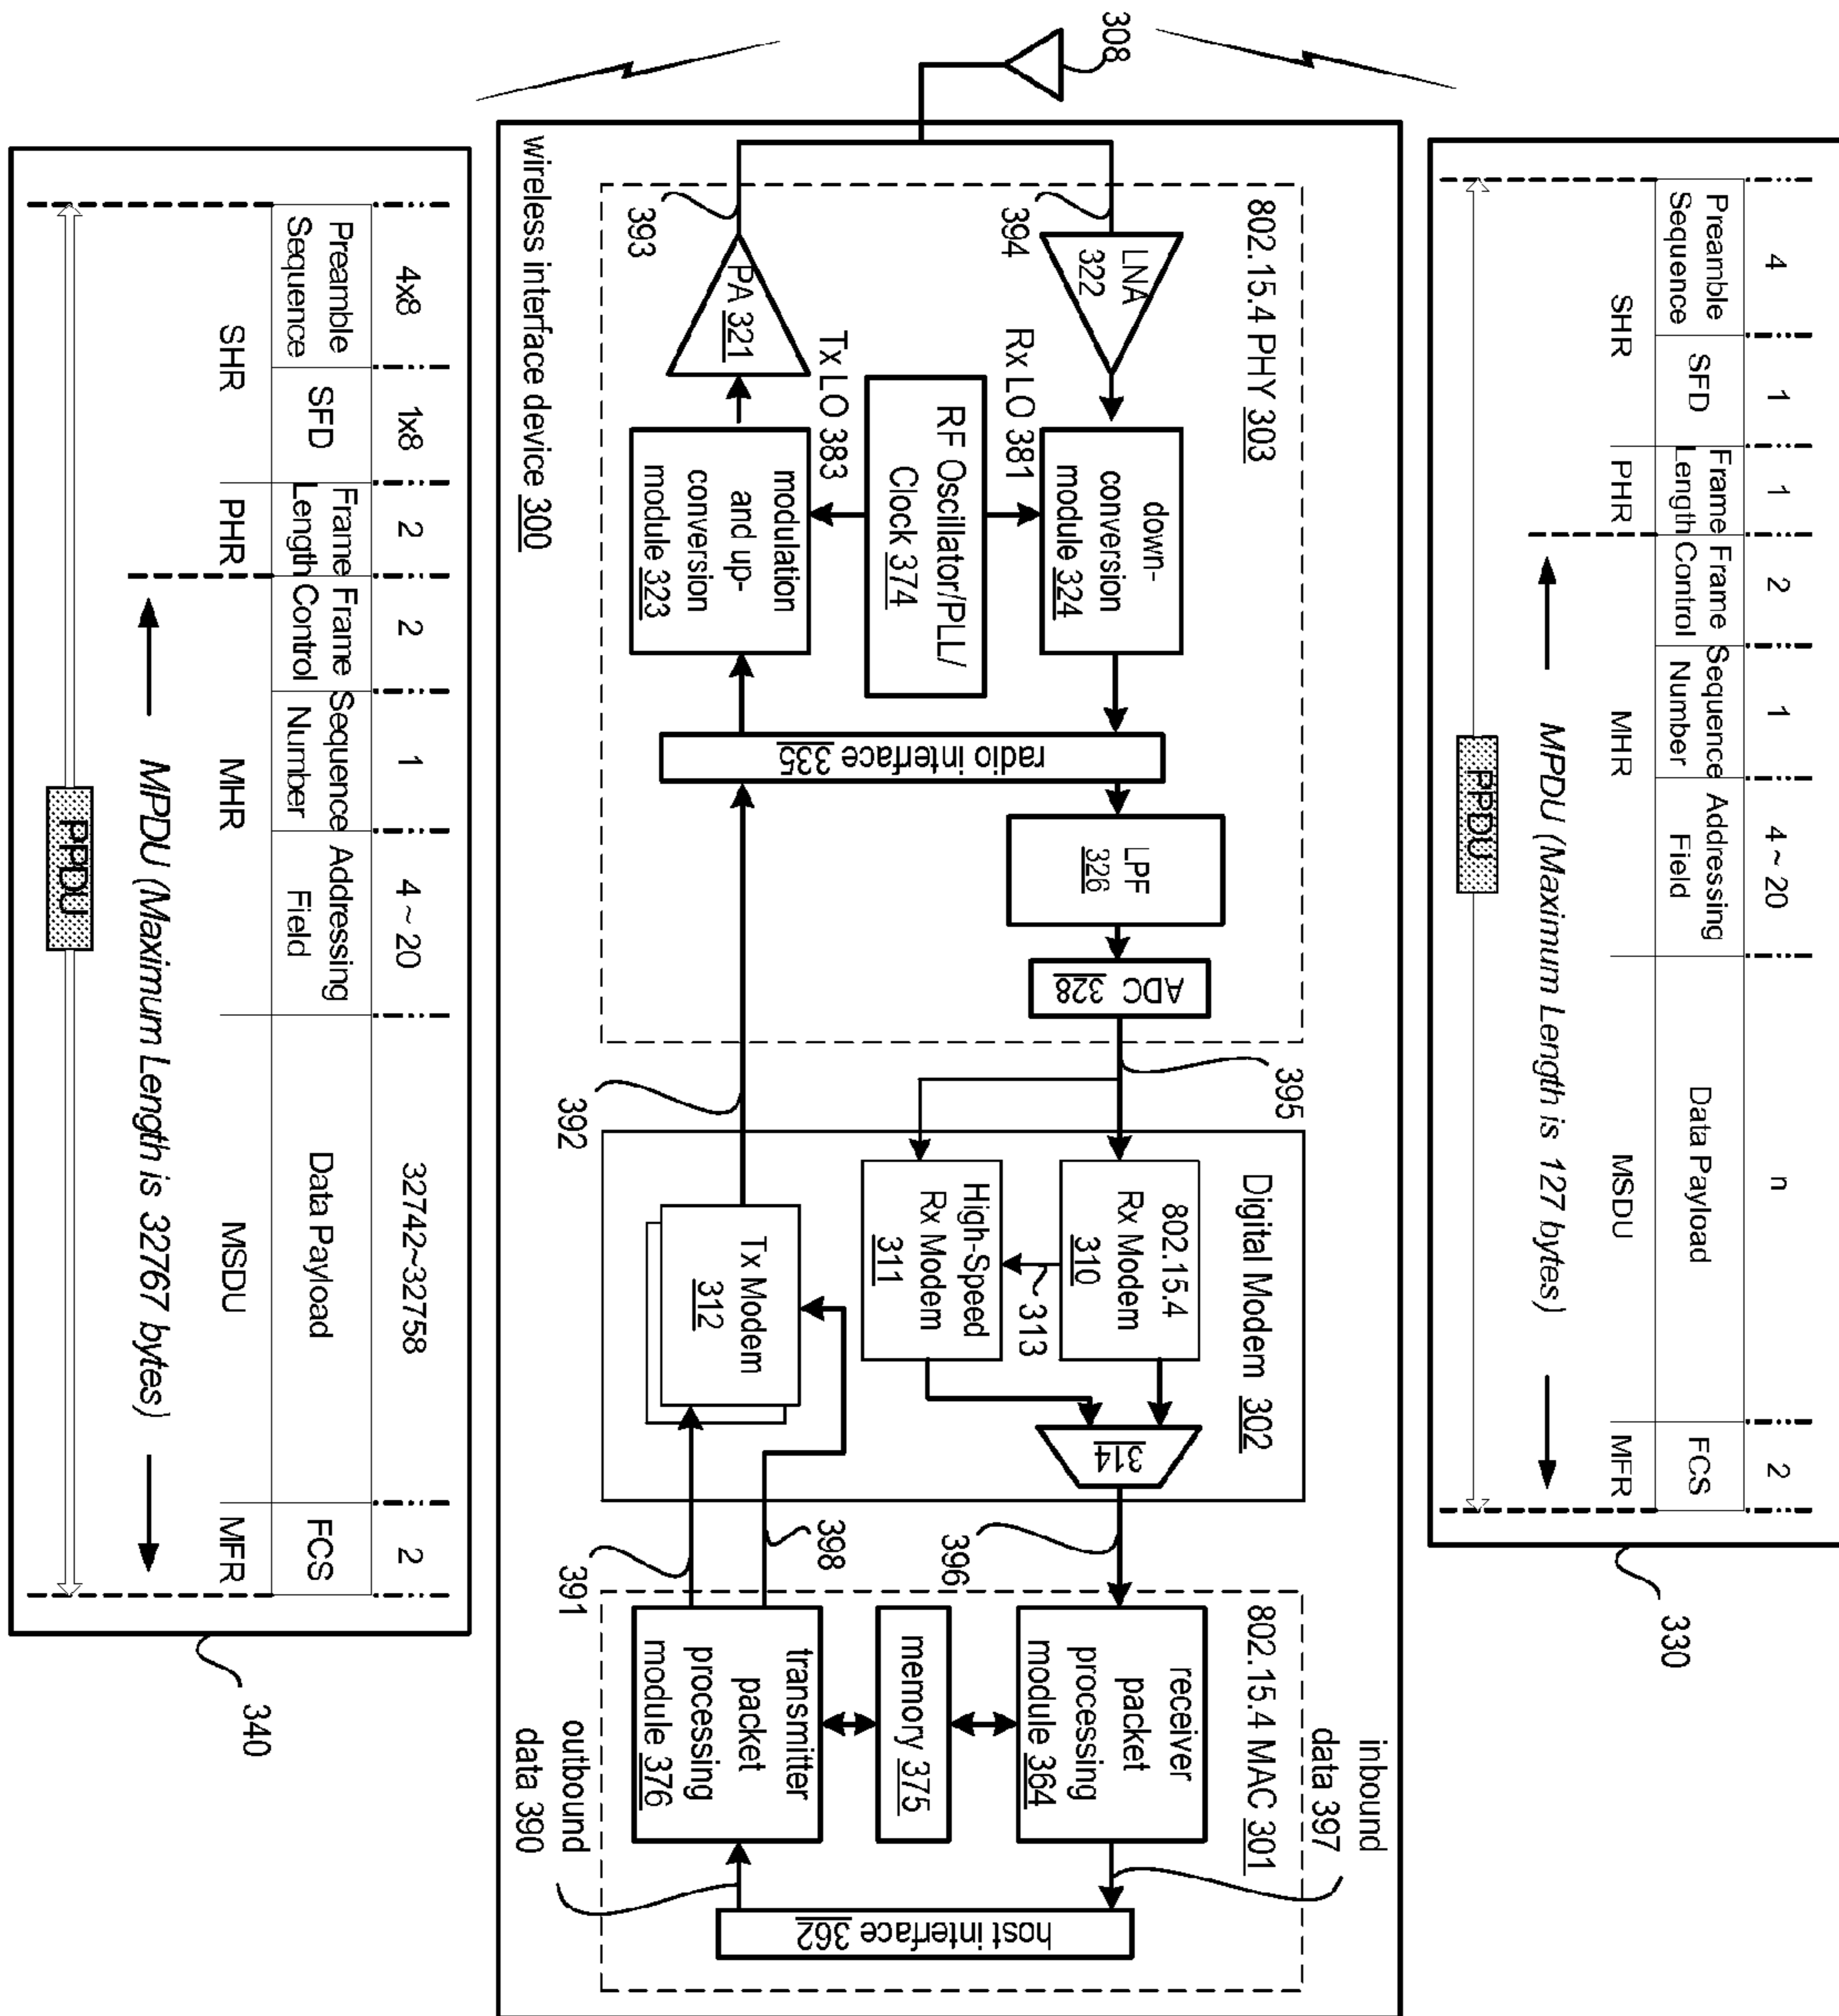 330
4
1
1
2
1
4 ~ 20
n
2
Preamble
Sequence
SFD
Frame
Length
Frame
Control
Sequence
Number
Addressing
Field
Data Payload
FCS
SHR
PHR
MHR
MSDU
MFR
MPDU (Maximum Length is 127 bytes)
PPDU
308
802.15.4 PHY 303
394
LNA
322
Rx LO 381
down-
conversion
module 324
RF Oscillator/PLL/
Clock 374
Tx LO 383
modulation
and up-
conversion
module 323
PA 321
393
radio interface 335
LPF
326
ADC 328
395
392
Digital Modem 302
802.15.4
Rx Modem
310
313
High-Speed
Rx Modem
311
314
Tx Modem
312
396
398
391
802.15.4 MAC 301
receiver
packet
processing
module 364
memory 375
transmitter
packet
processing
module 376
inbound
data 397
outbound
data 390
host interface 362
wireless interface device 300
4x8
1x8
2
2
1
4 ~ 20
32742~32758
2
Preamble
Sequence
SFD
Frame
Length
Frame
Control
Sequence
Number
Addressing
Field
Data Payload
FCS
SHR
PHR
MHR
MSDU
MFR
MPDU (Maximum Length is 32767 bytes)
PPDU
340